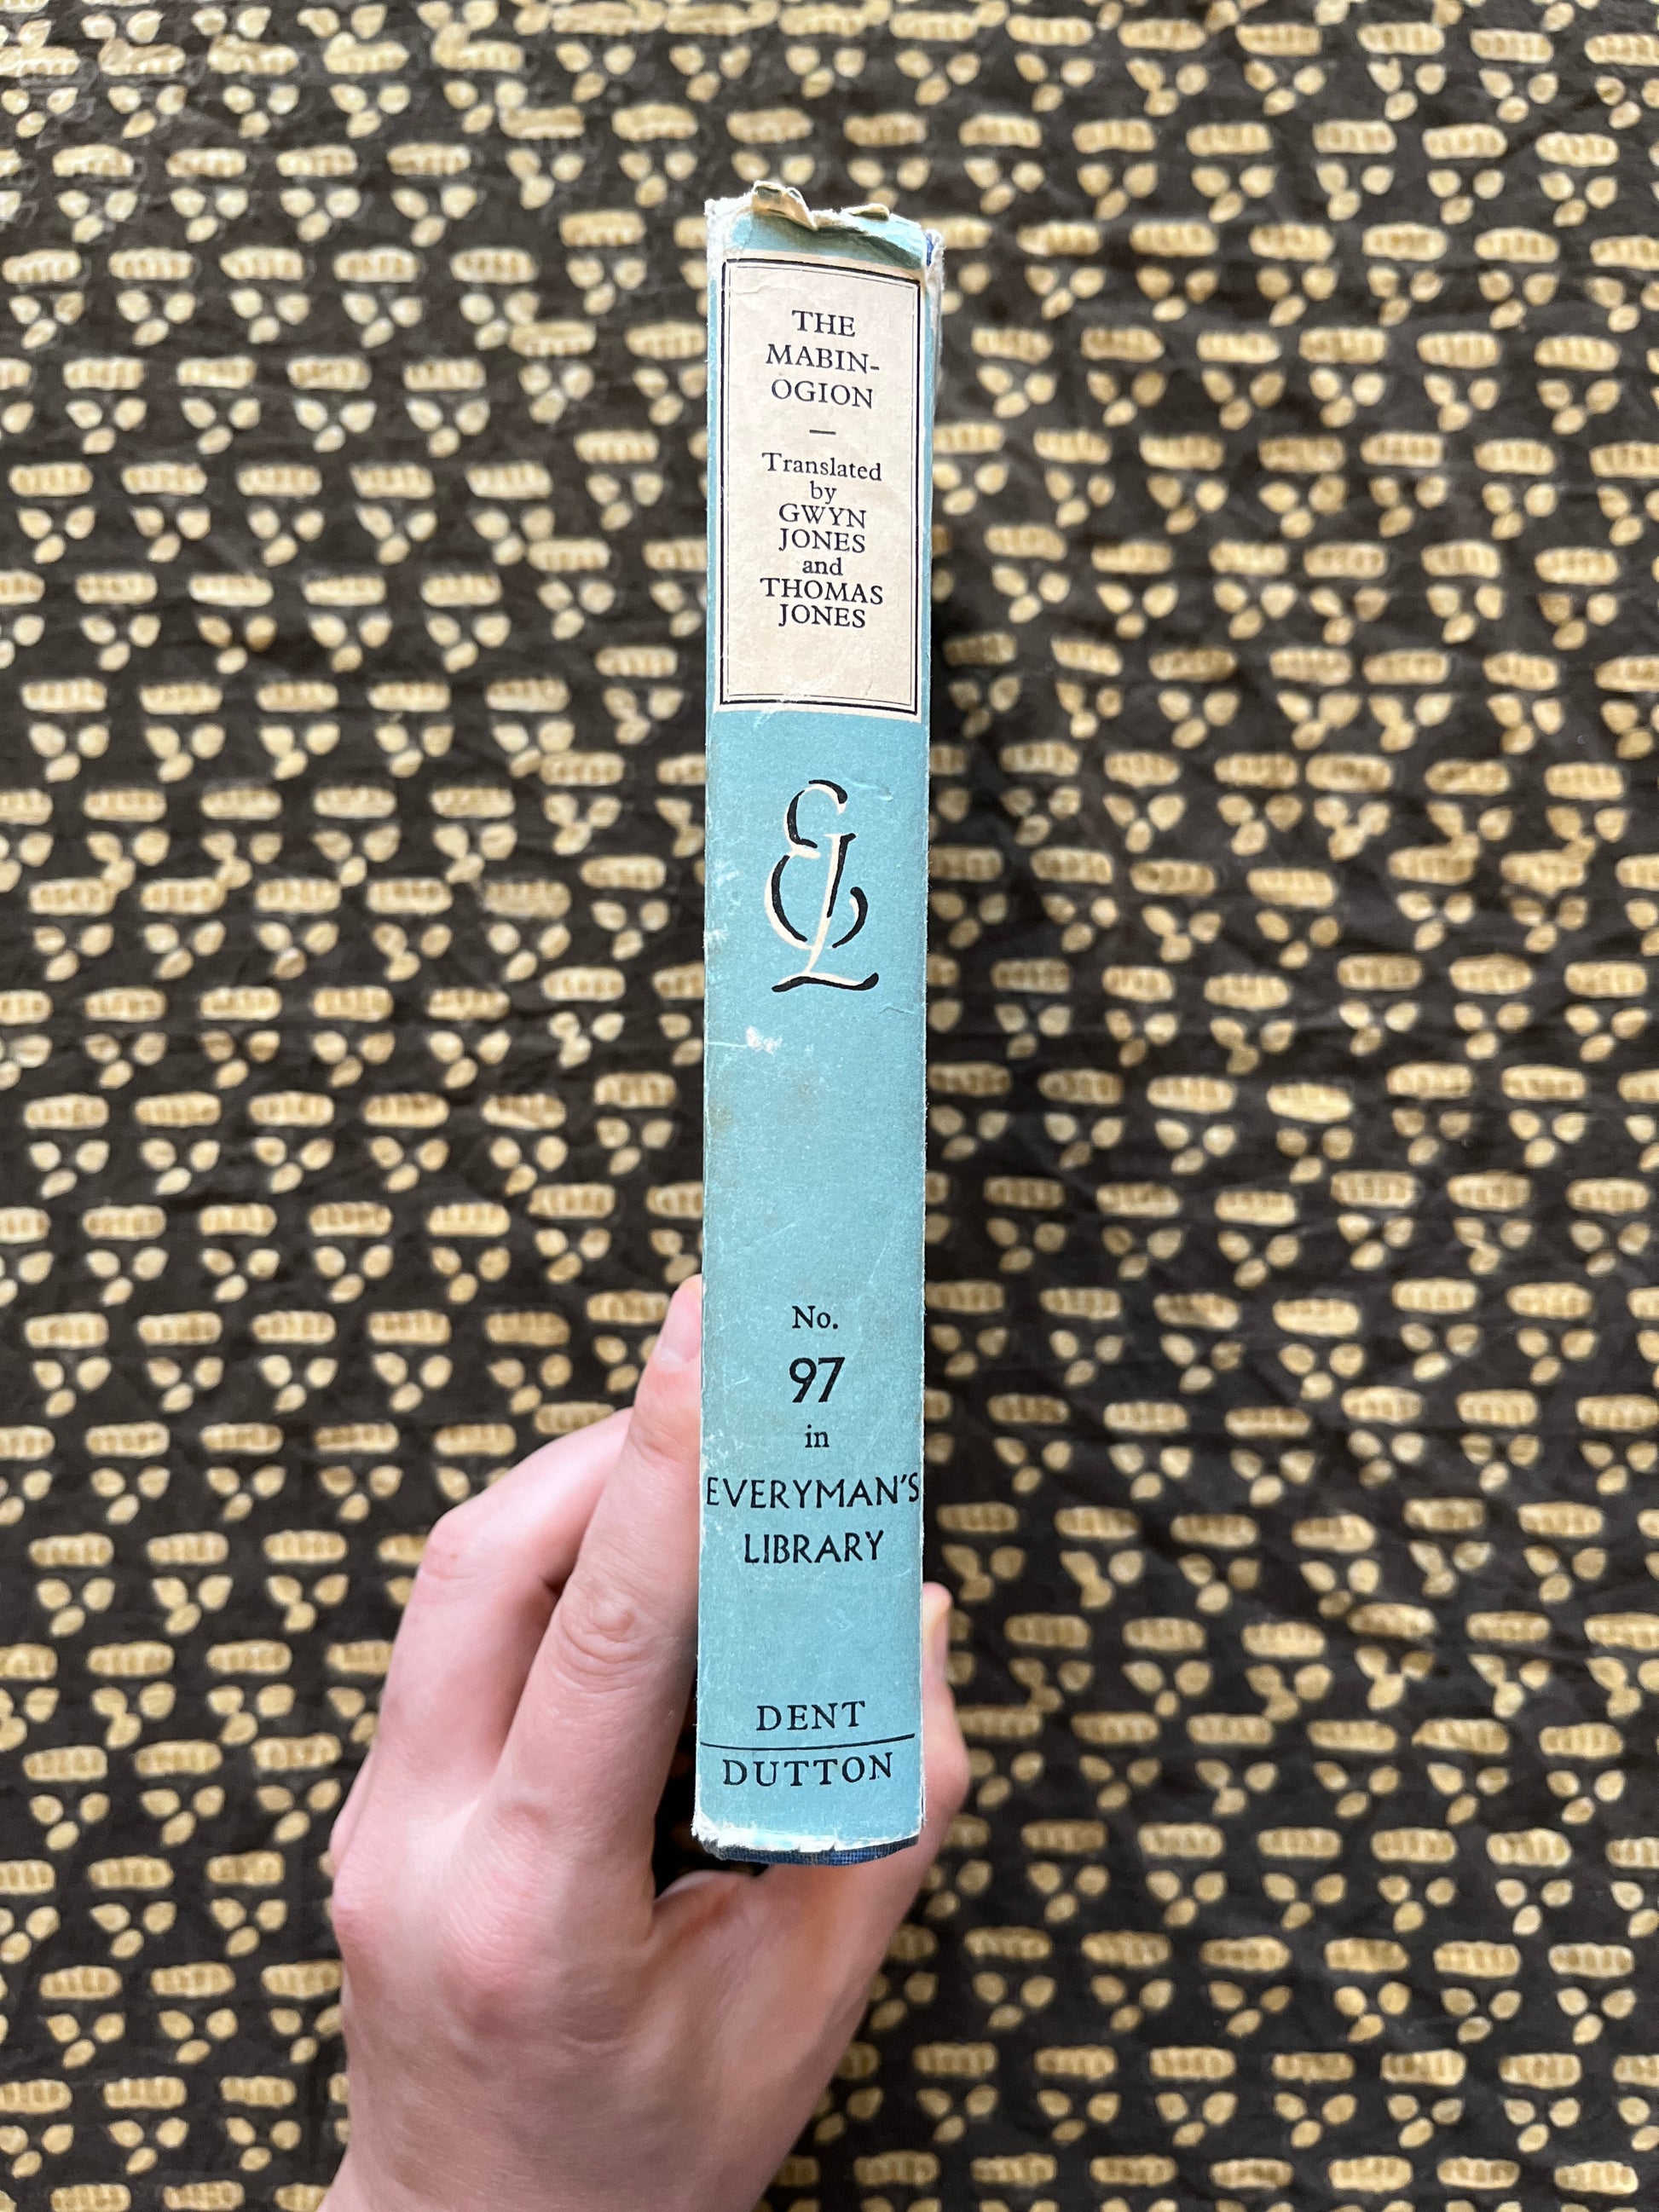 THE
MABIN-
OGION
—
Translated
by
GWYN
JONES
and
THOMAS
JONES
EL
No.
97
in
EVERYMAN'S
LIBRARY
DENT
DUTTON